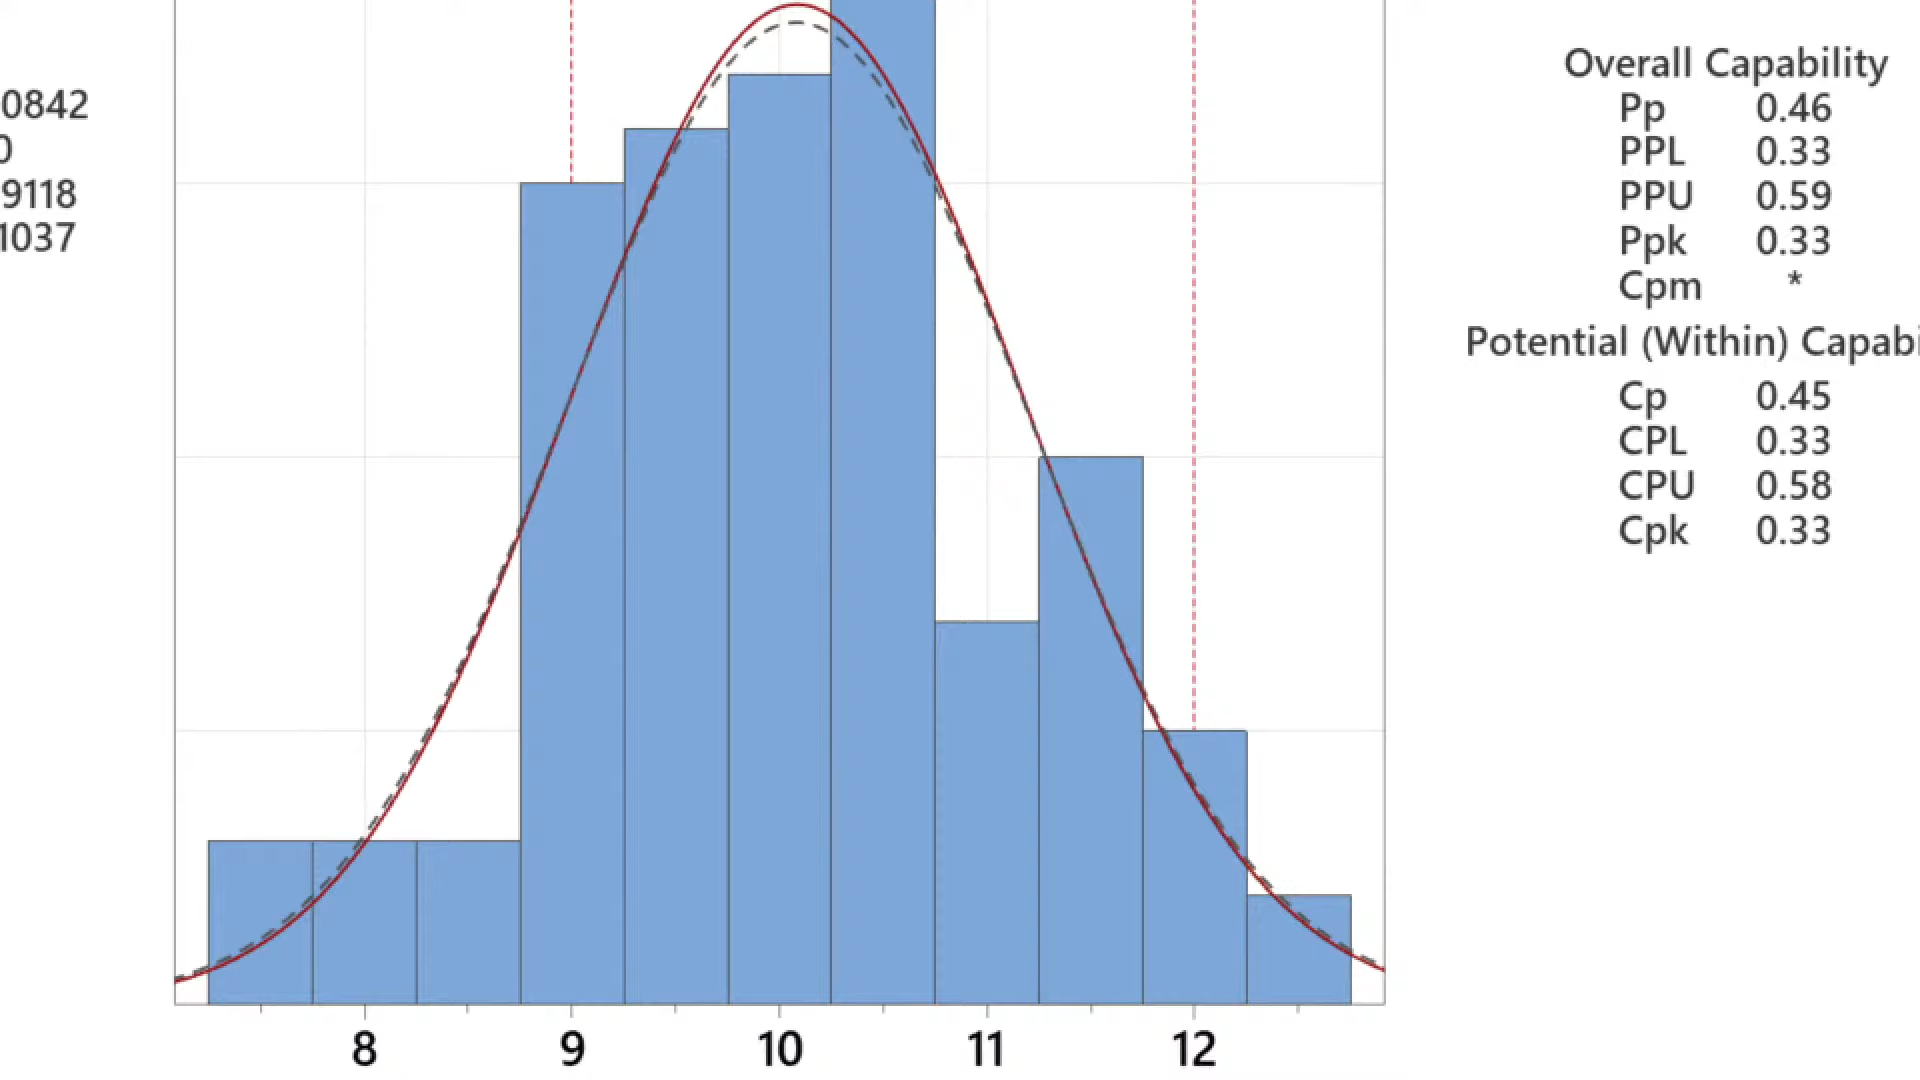 0842
0
9118
1037
Overall Capability
Pp 0.46
PPL 0.33
PPU 0.59
Ppk 0.33
Cpm *
Potential (Within) Capabi
Cp 0.45
CPL 0.33
CPU 0.58
Cpk 0.33
8 9 10 11 12